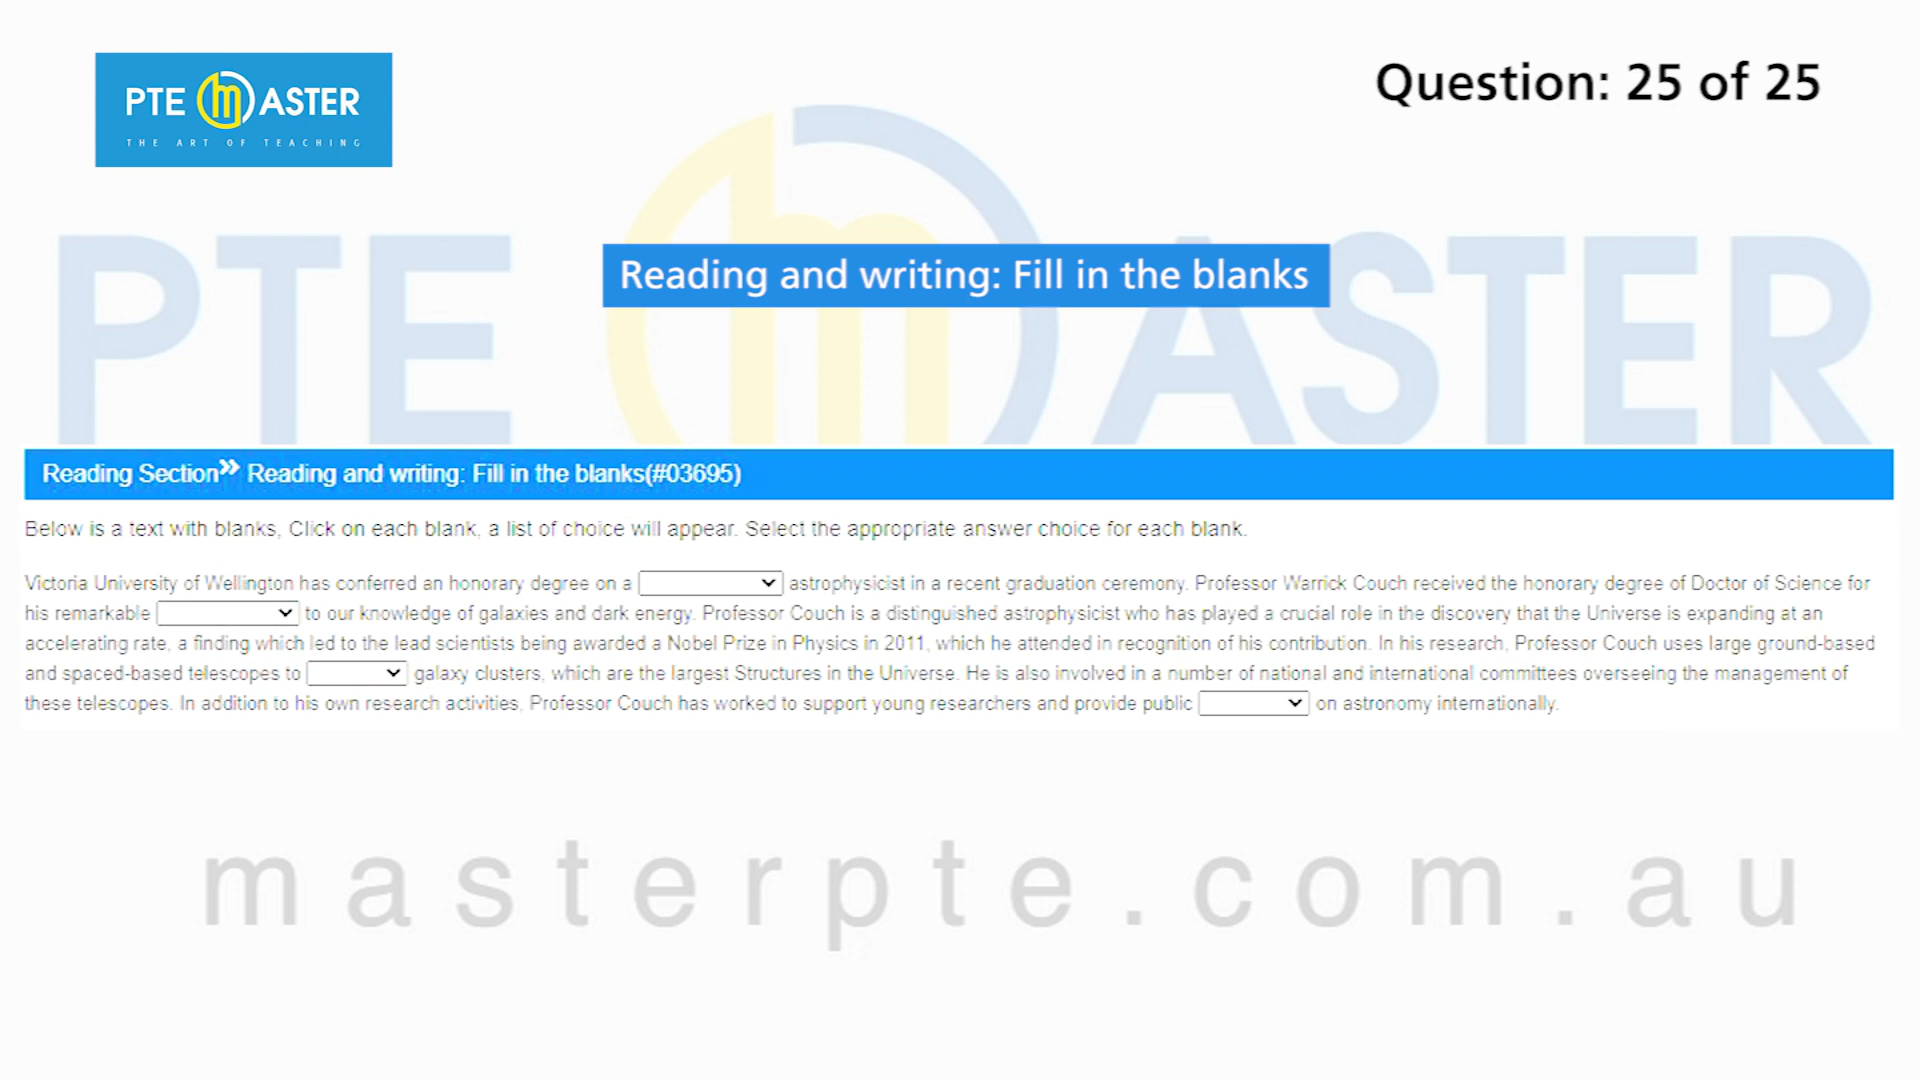 PTE MASTER
THE ART OF TEACHING
Question: 25 of 25
PTE MASTER
Reading and writing: Fill in the blanks
Reading Section» Reading and writing: Fill in the blanks(#03695)
Below is a text with blanks, Click on each blank, a list of choice will appear. Select the appropriate answer choice for each blank.
Victoria University of Wellington has conferred an honorary degree on a astrophysicist in a recent graduation ceremony. Professor Warrick Couch received the honorary degree of Doctor of Science for
his remarkable to our knowledge of galaxies and dark energy. Professor Couch is a distinguished astrophysicist who has played a crucial role in the discovery that the Universe is expanding at an
accelerating rate, a finding which led to the lead scientists being awarded a Nobel Prize in Physics in 2011, which he attended in recognition of his contribution. In his research, Professor Couch uses large ground-based
and spaced-based telescopes to galaxy clusters, which are the largest Structures in the Universe. He is also involved in a number of national and international committees overseeing the management of
these telescopes. In addition to his own research activities, Professor Couch has worked to support young researchers and provide public on astronomy internationally.
masterpte.com.au